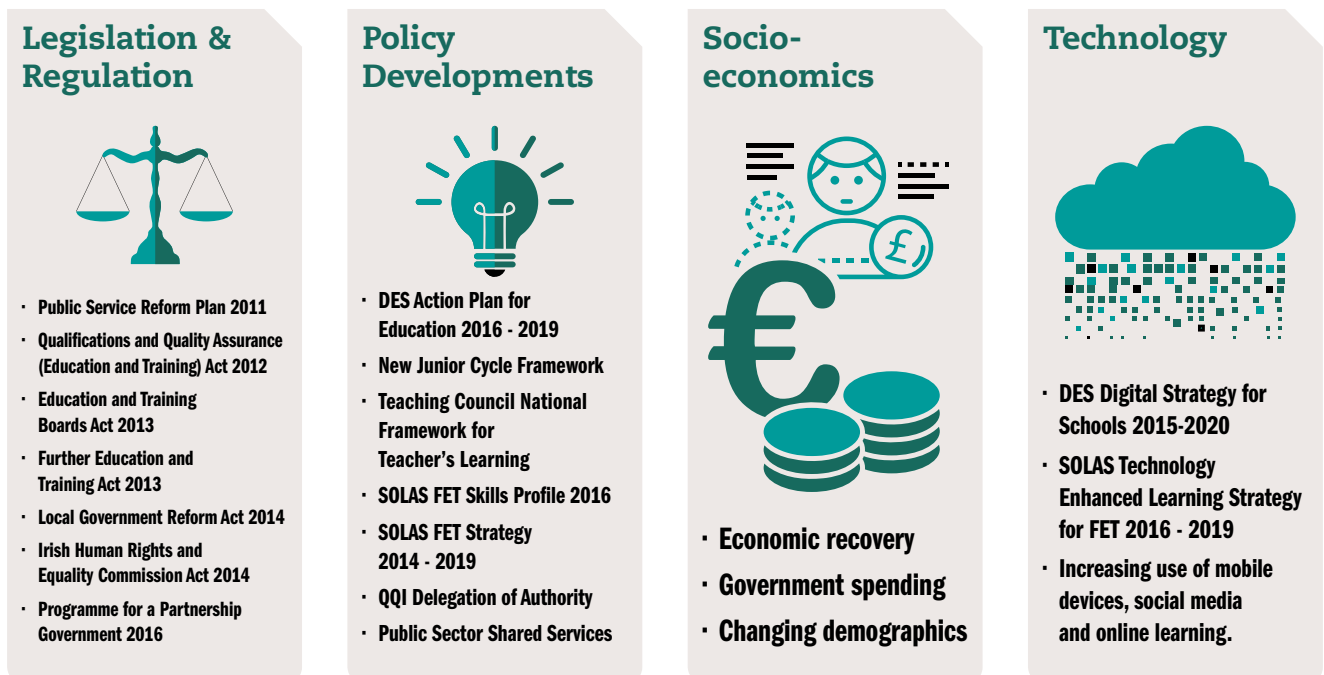 Legislation &
Regulation
· Public Service Reform Plan 2011
· Qualifications and Quality Assurance
(Education and Training) Act 2012
· Education and Training
Boards Act 2013
· Further Education and
Training Act 2013
· Local Government Reform Act 2014
· Irish Human Rights and
Equality Commission Act 2014
· Programme for a Partnership
Government 2016
Policy
Developments
· DES Action Plan for
Education 2016 - 2019
· New Junior Cycle Framework
· Teaching Council National
Framework for
Teacher’s Learning
· SOLAS FET Skills Profile 2016
· SOLAS FET Strategy
2014 - 2019
· QQI Delegation of Authority
· Public Sector Shared Services
Socio-
economics
£
€
· Economic recovery
· Government spending
· Changing demographics
Technology
· DES Digital Strategy for
Schools 2015-2020
· SOLAS Technology
Enhanced Learning Strategy
for FET 2016 - 2019
· Increasing use of mobile
devices, social media
and online learning.